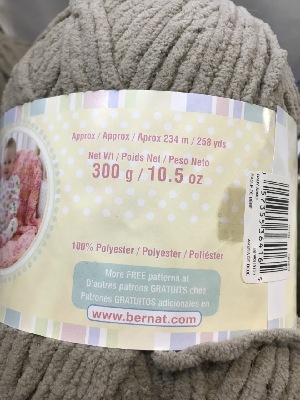 Approx / Approx / Aprox 234 m / 258 yds
Net Wt / Poids Net / Peso Neto
300 g / 10.5 oz
100% Polyester / Polyester / Poliéster
More FREE patterns at
D'autres patrons GRATUITS chez
Patrones GRATUITOS adicionales en
www.bernat.com